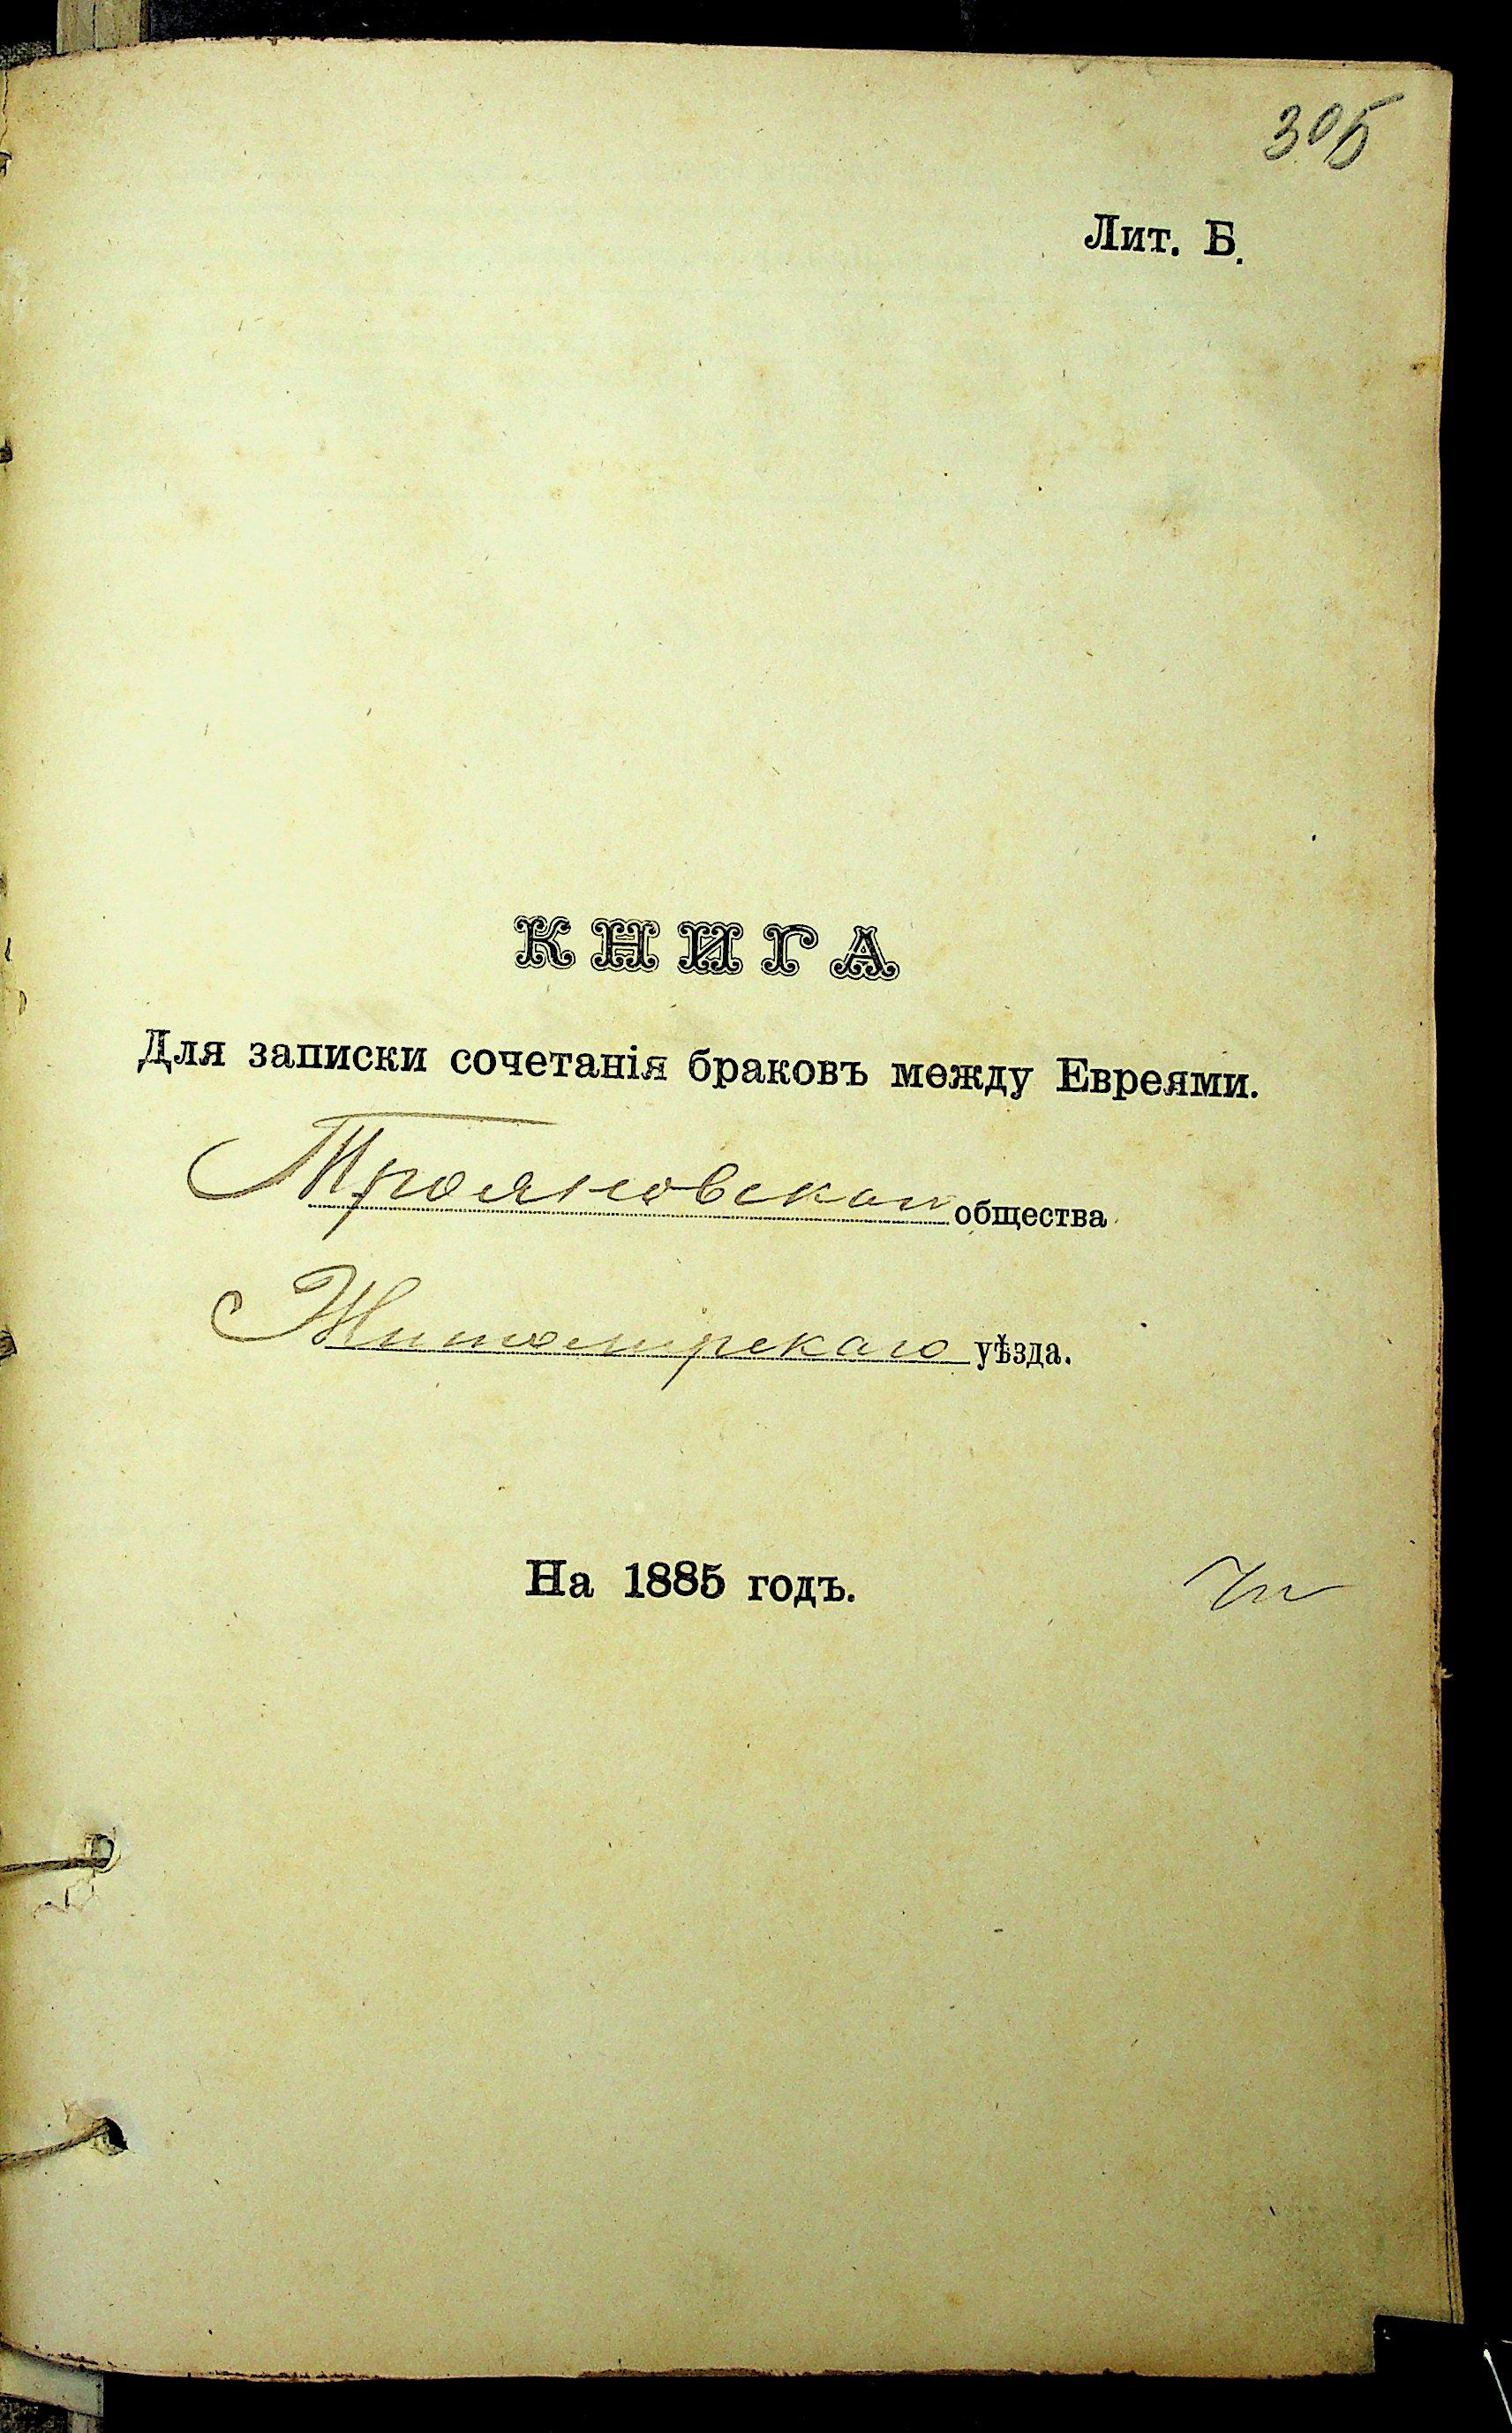 305
Лит. Б.
КНИГА
Для записки сочетанія браковъ между Евреями.
Трояновскаго общества
Житомірскаго уѣзда.
На 1885 годъ.